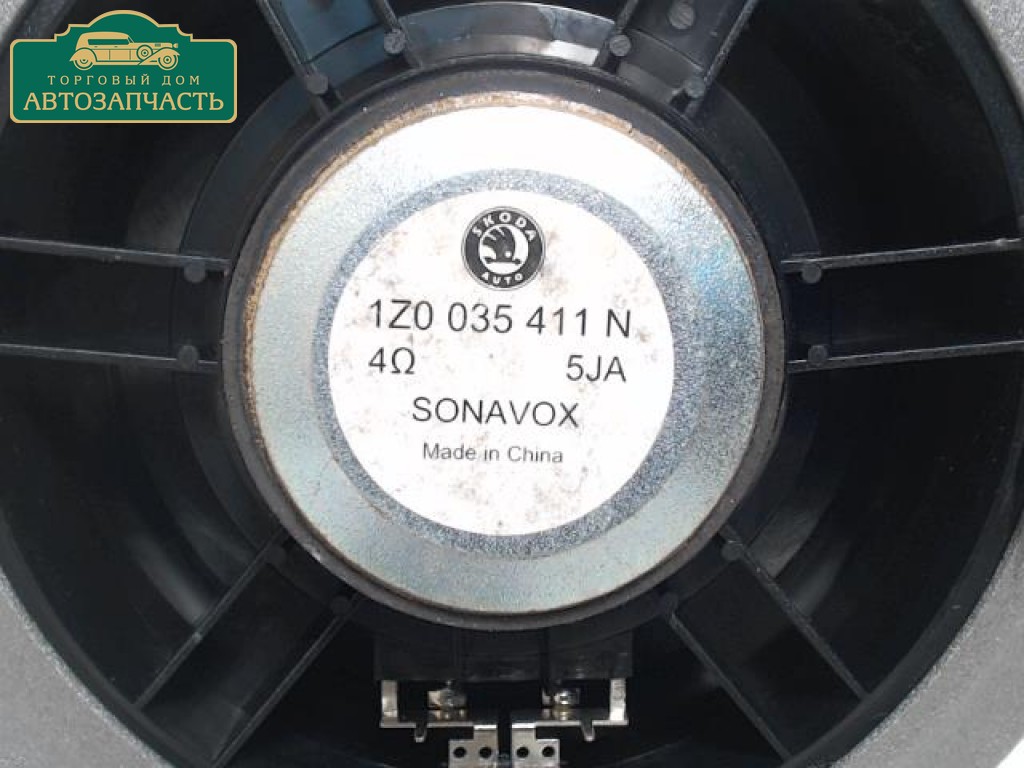 ТОРГОВЫЙ ДОМ
АВТОЗАПЧАСТЬ
SKODA
AUTO
1Z0 035 411 N
4Ω 5JA
SONAVOX
Made in China